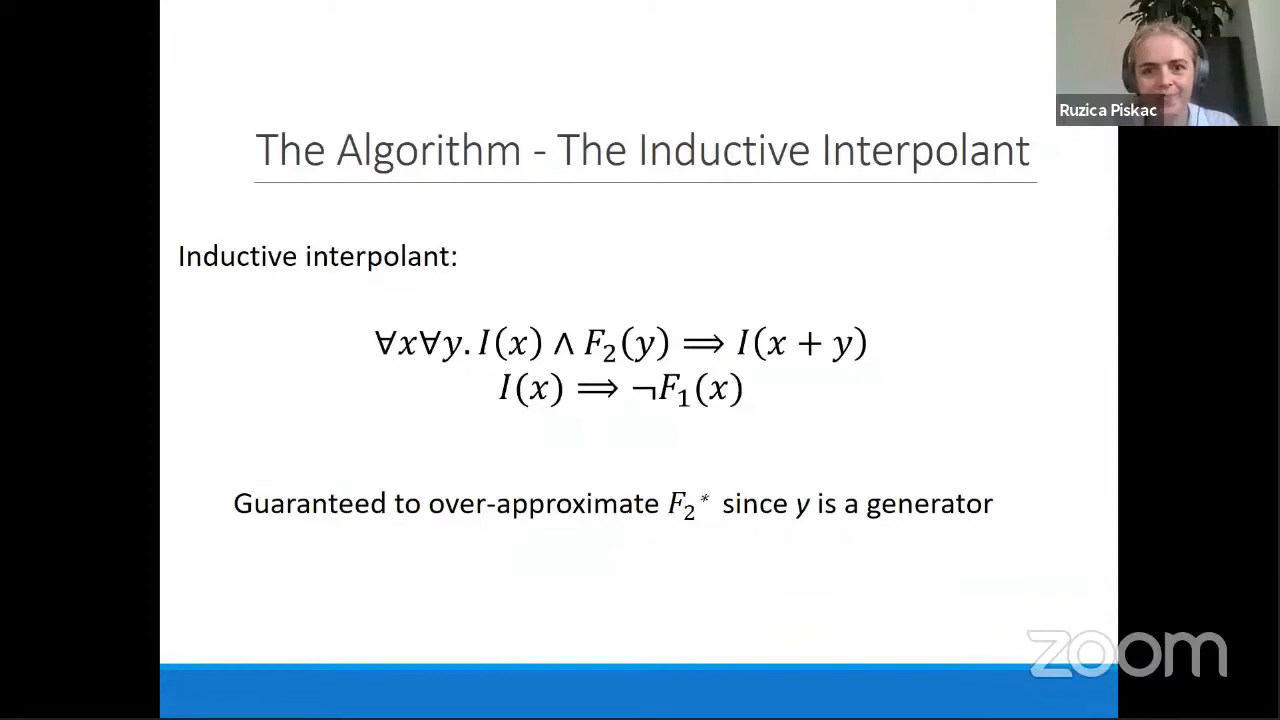 Ruzica Piskac
The Algorithm - The Inductive Interpolant
Inductive interpolant:
∀x∀y. I(x) ∧ F₂(y) ⟹ I(x + y)
I(x) ⟹ ¬F₁(x)
Guaranteed to over-approximate F₂* since y is a generator
zoom